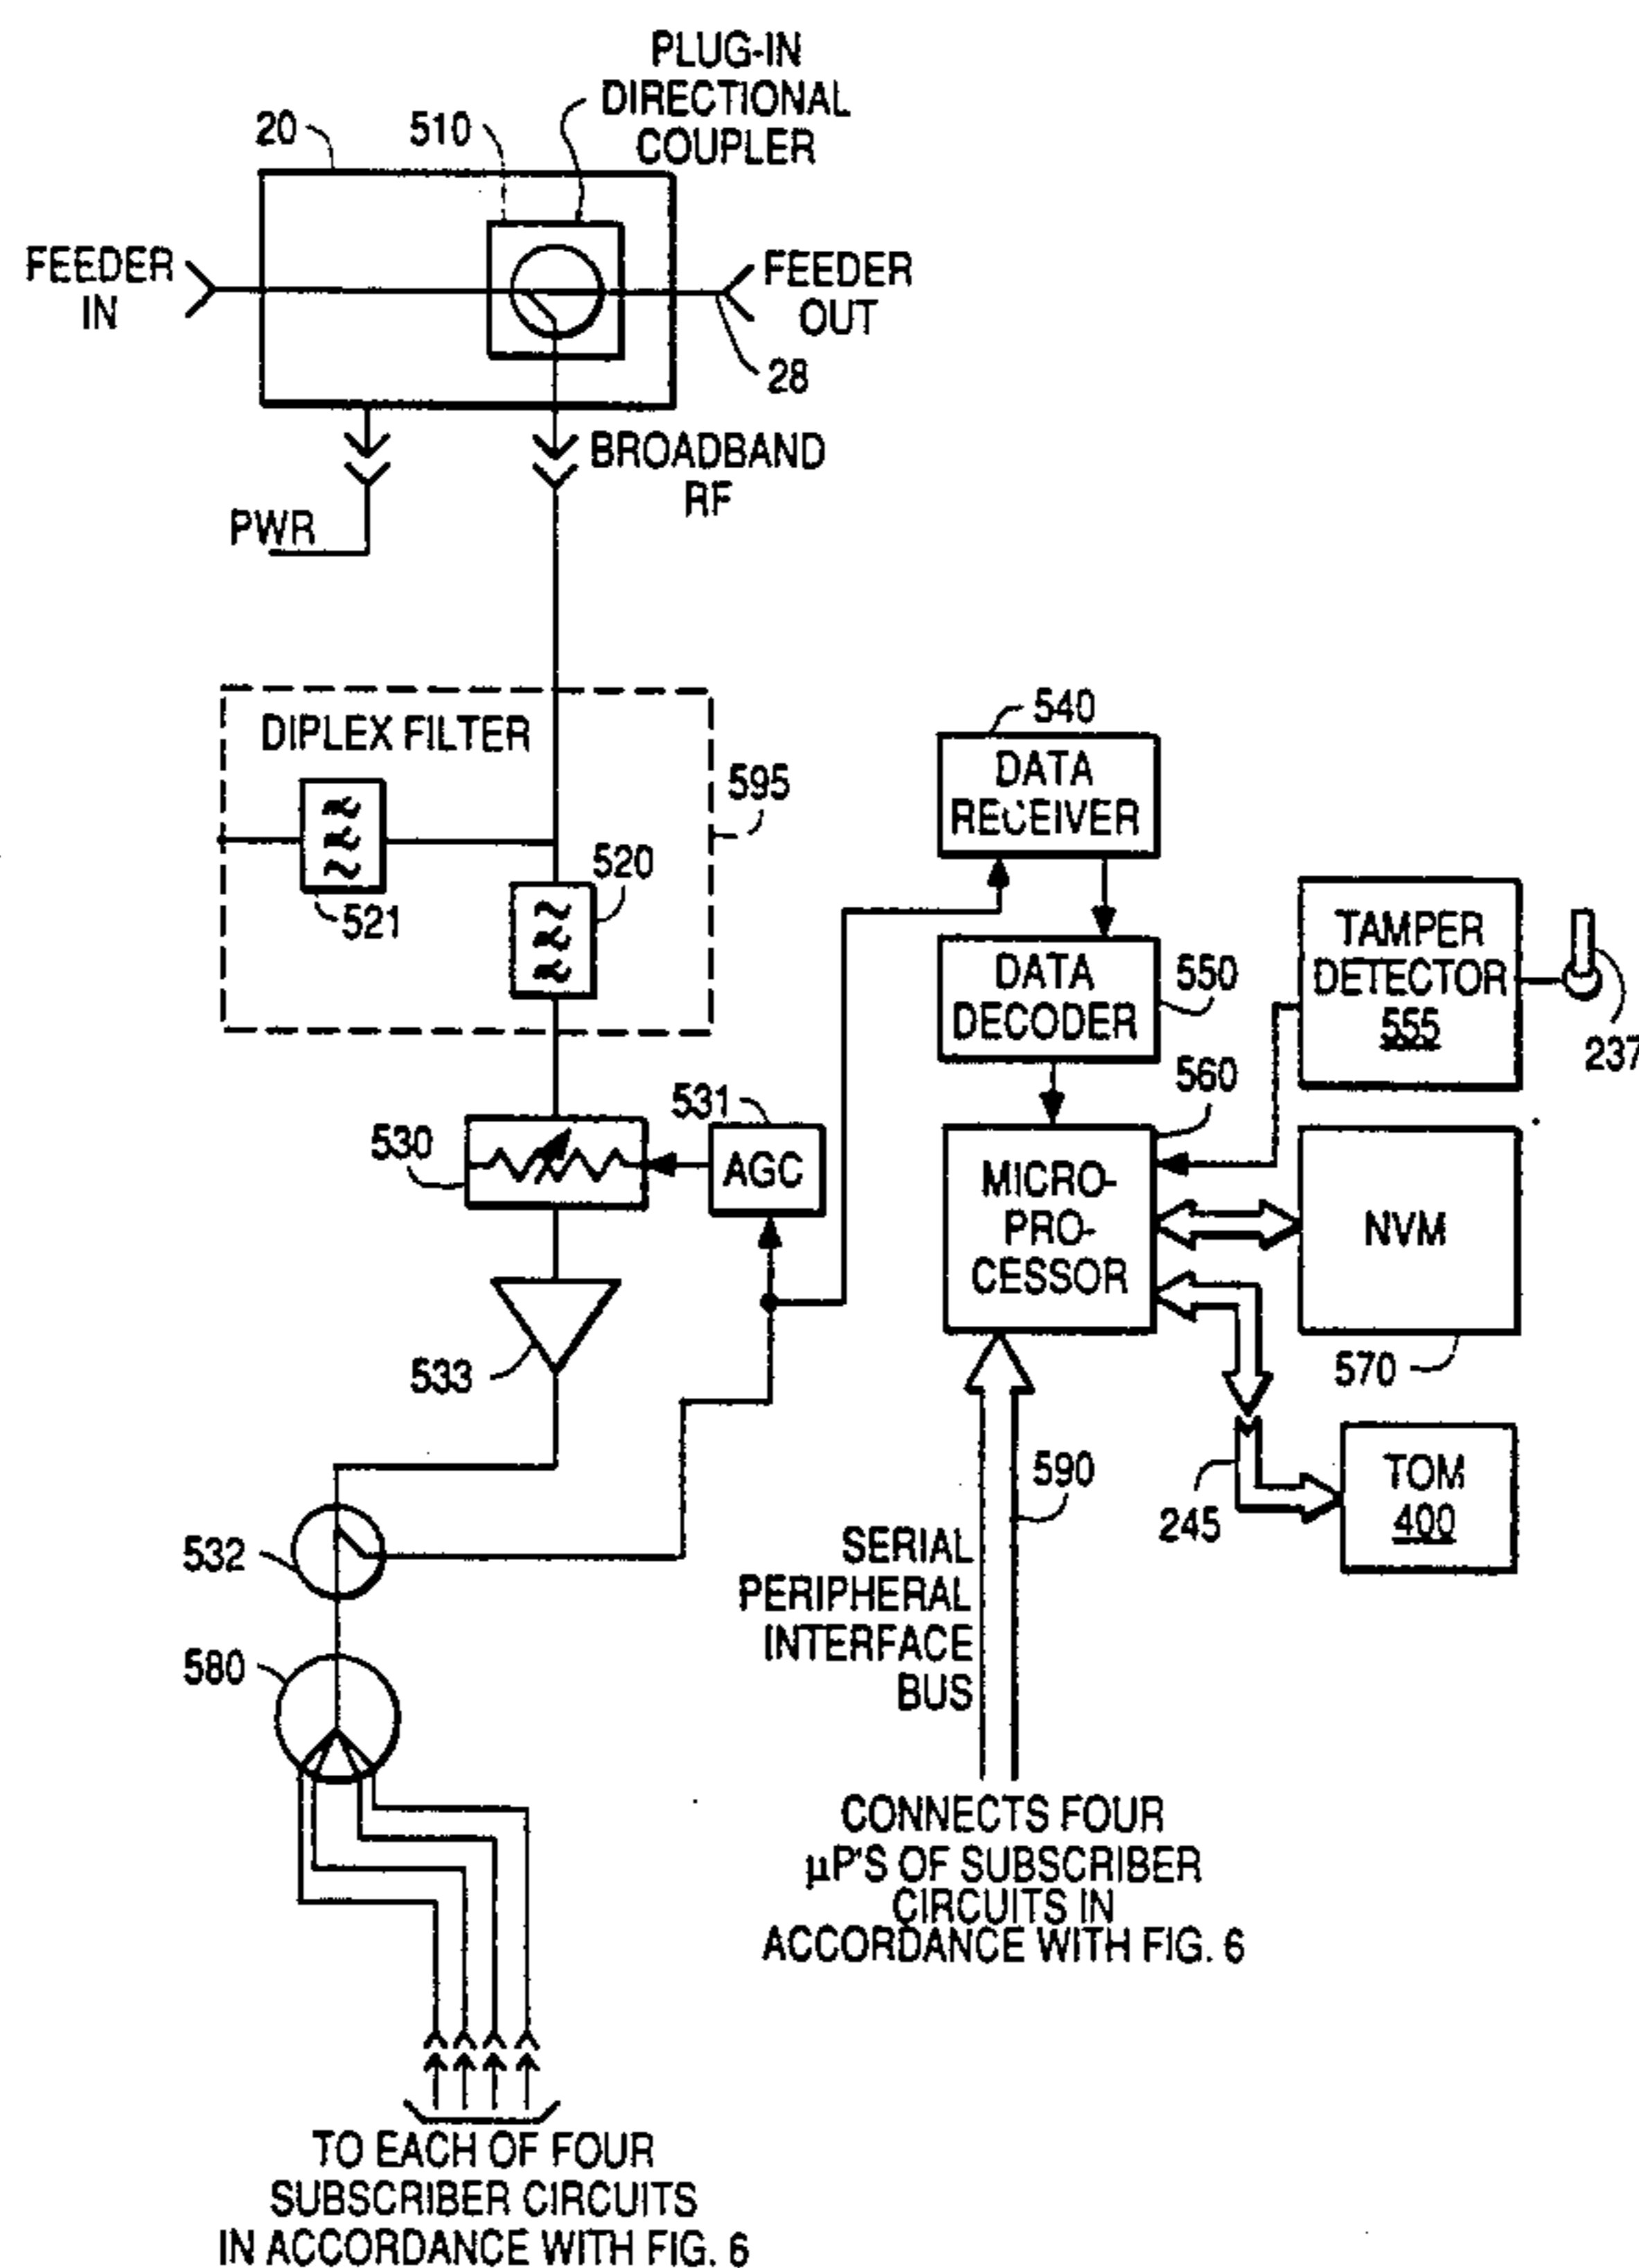 PLUG-IN
DIRECTIONAL
COUPLER
20
510
FEEDER
IN
FEEDER
OUT
28
BROADBAND
RF
PWR
DIPLEX FILTER
595
521
520
540
DATA
RECEIVER
DATA
DECODER
550
TAMPER
DETECTOR
555
237
560
530
531
AGC
MICRO-
PRO-
CESSOR
NVM
570
533
590
245
TOM
400
532
SERIAL
PERIPHERAL
INTERFACE
BUS
580
CONNECTS FOUR
µP'S OF SUBSCRIBER
CIRCUITS IN
ACCORDANCE WITH FIG. 6
TO EACH OF FOUR
SUBSCRIBER CIRCUITS
IN ACCORDANCE WITH FIG. 6